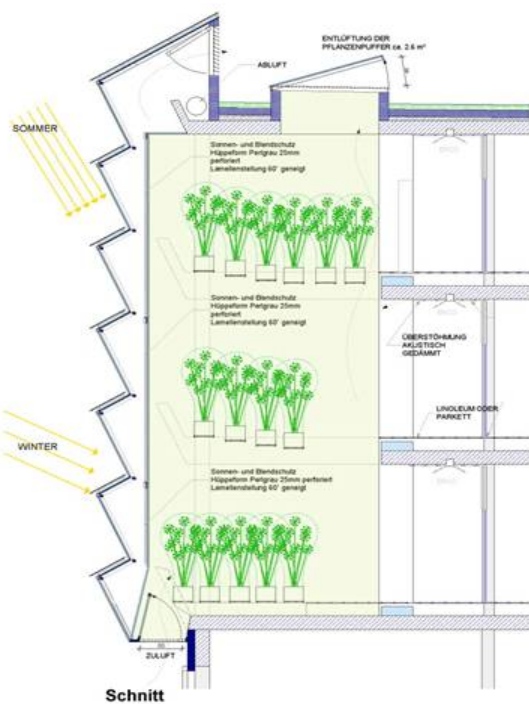 ENTLÜFTUNG DER
PFLANZENPUFFER ca. 2.6 m²
ABLUFT
SOMMER
Sonnen- und Blendschutz
Hüppeform Perlgrau 25mm
perforiert
Lamellenstellung 60° geneigt
Sonnen- und Blendschutz
Hüppeform Perlgrau 25mm
perforiert
Lamellenstellung 60° geneigt
ÜBERSTÖHMUNG
AKUSTISCH
GEDÄMMT
LINOLEUM ODER
PARKETT
WINTER
Sonnen- und Blendschutz
Hüppeform Perlgrau 25mm perforiert
Lamellenstellung 60° geneigt
ZULUFT
Schnitt